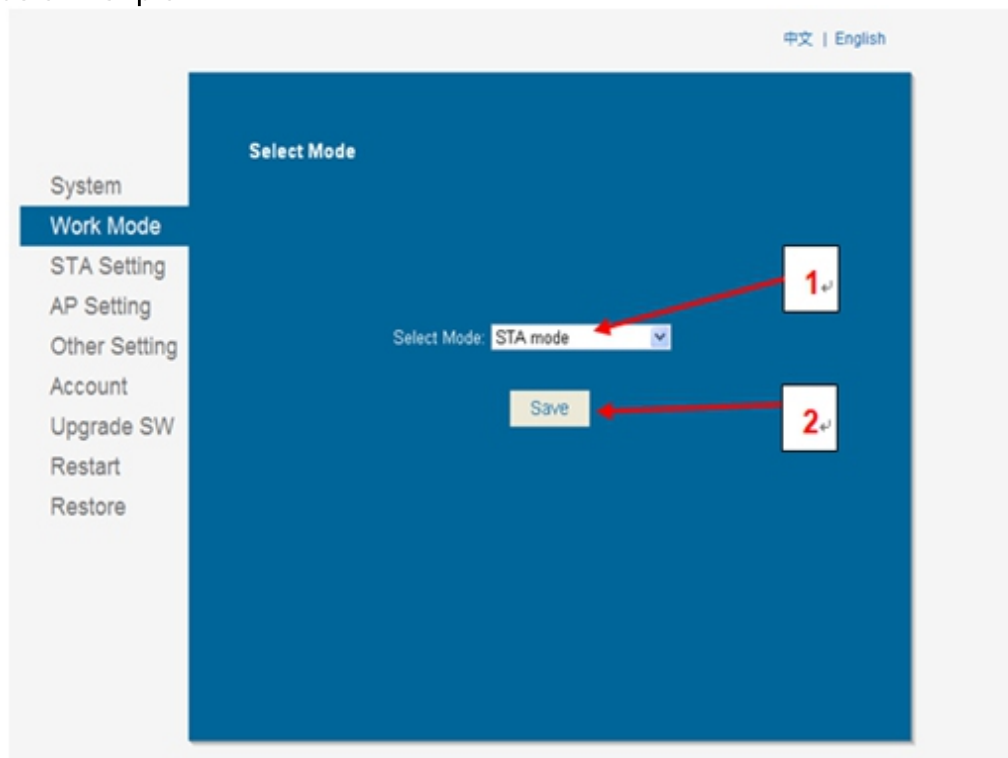 中文 | English
Select Mode
System
Work Mode
STA Setting
AP Setting
Other Setting
Account
Upgrade SW
Restart
Restore
Select Mode: STA mode
Save
1
2